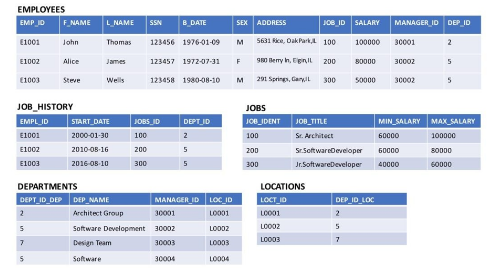 EMPLOYEES
EMP_ID F_NAME L_NAME SSN B_DATE SEX ADDRESS JOB_ID SALARY MANAGER_ID DEP_ID
E1001 John Thomas 123456 1976-01-09 M 5631 Rice, OakPark,IL 100 100000 30001 2
E1002 Alice James 123457 1972-07-31 F 980 Berry ln, Elgin,IL 200 80000 30002 5
E1003 Steve Wells 123458 1980-08-10 M 291 Springs, Gary,IL 300 50000 30002 5
JOB_HISTORY
EMPL_ID START_DATE JOBS_ID DEPT_ID
E1001 2000-01-30 100 2
E1002 2010-08-16 200 5
E1003 2016-08-10 300 5
JOBS
JOB_IDENT JOB_TITLE MIN_SALARY MAX_SALARY
100 Sr. Architect 60000 100000
200 Sr.SoftwareDeveloper 60000 80000
300 Jr.SoftwareDeveloper 40000 60000
DEPARTMENTS
DEPT_ID_DEP DEP_NAME MANAGER_ID LOC_ID
2 Architect Group 30001 L0001
5 Software Development 30002 L0002
7 Design Team 30003 L0003
5 Software 30004 L0004
LOCATIONS
LOCT_ID DEP_ID_LOC
L0001 2
L0002 5
L0003 7